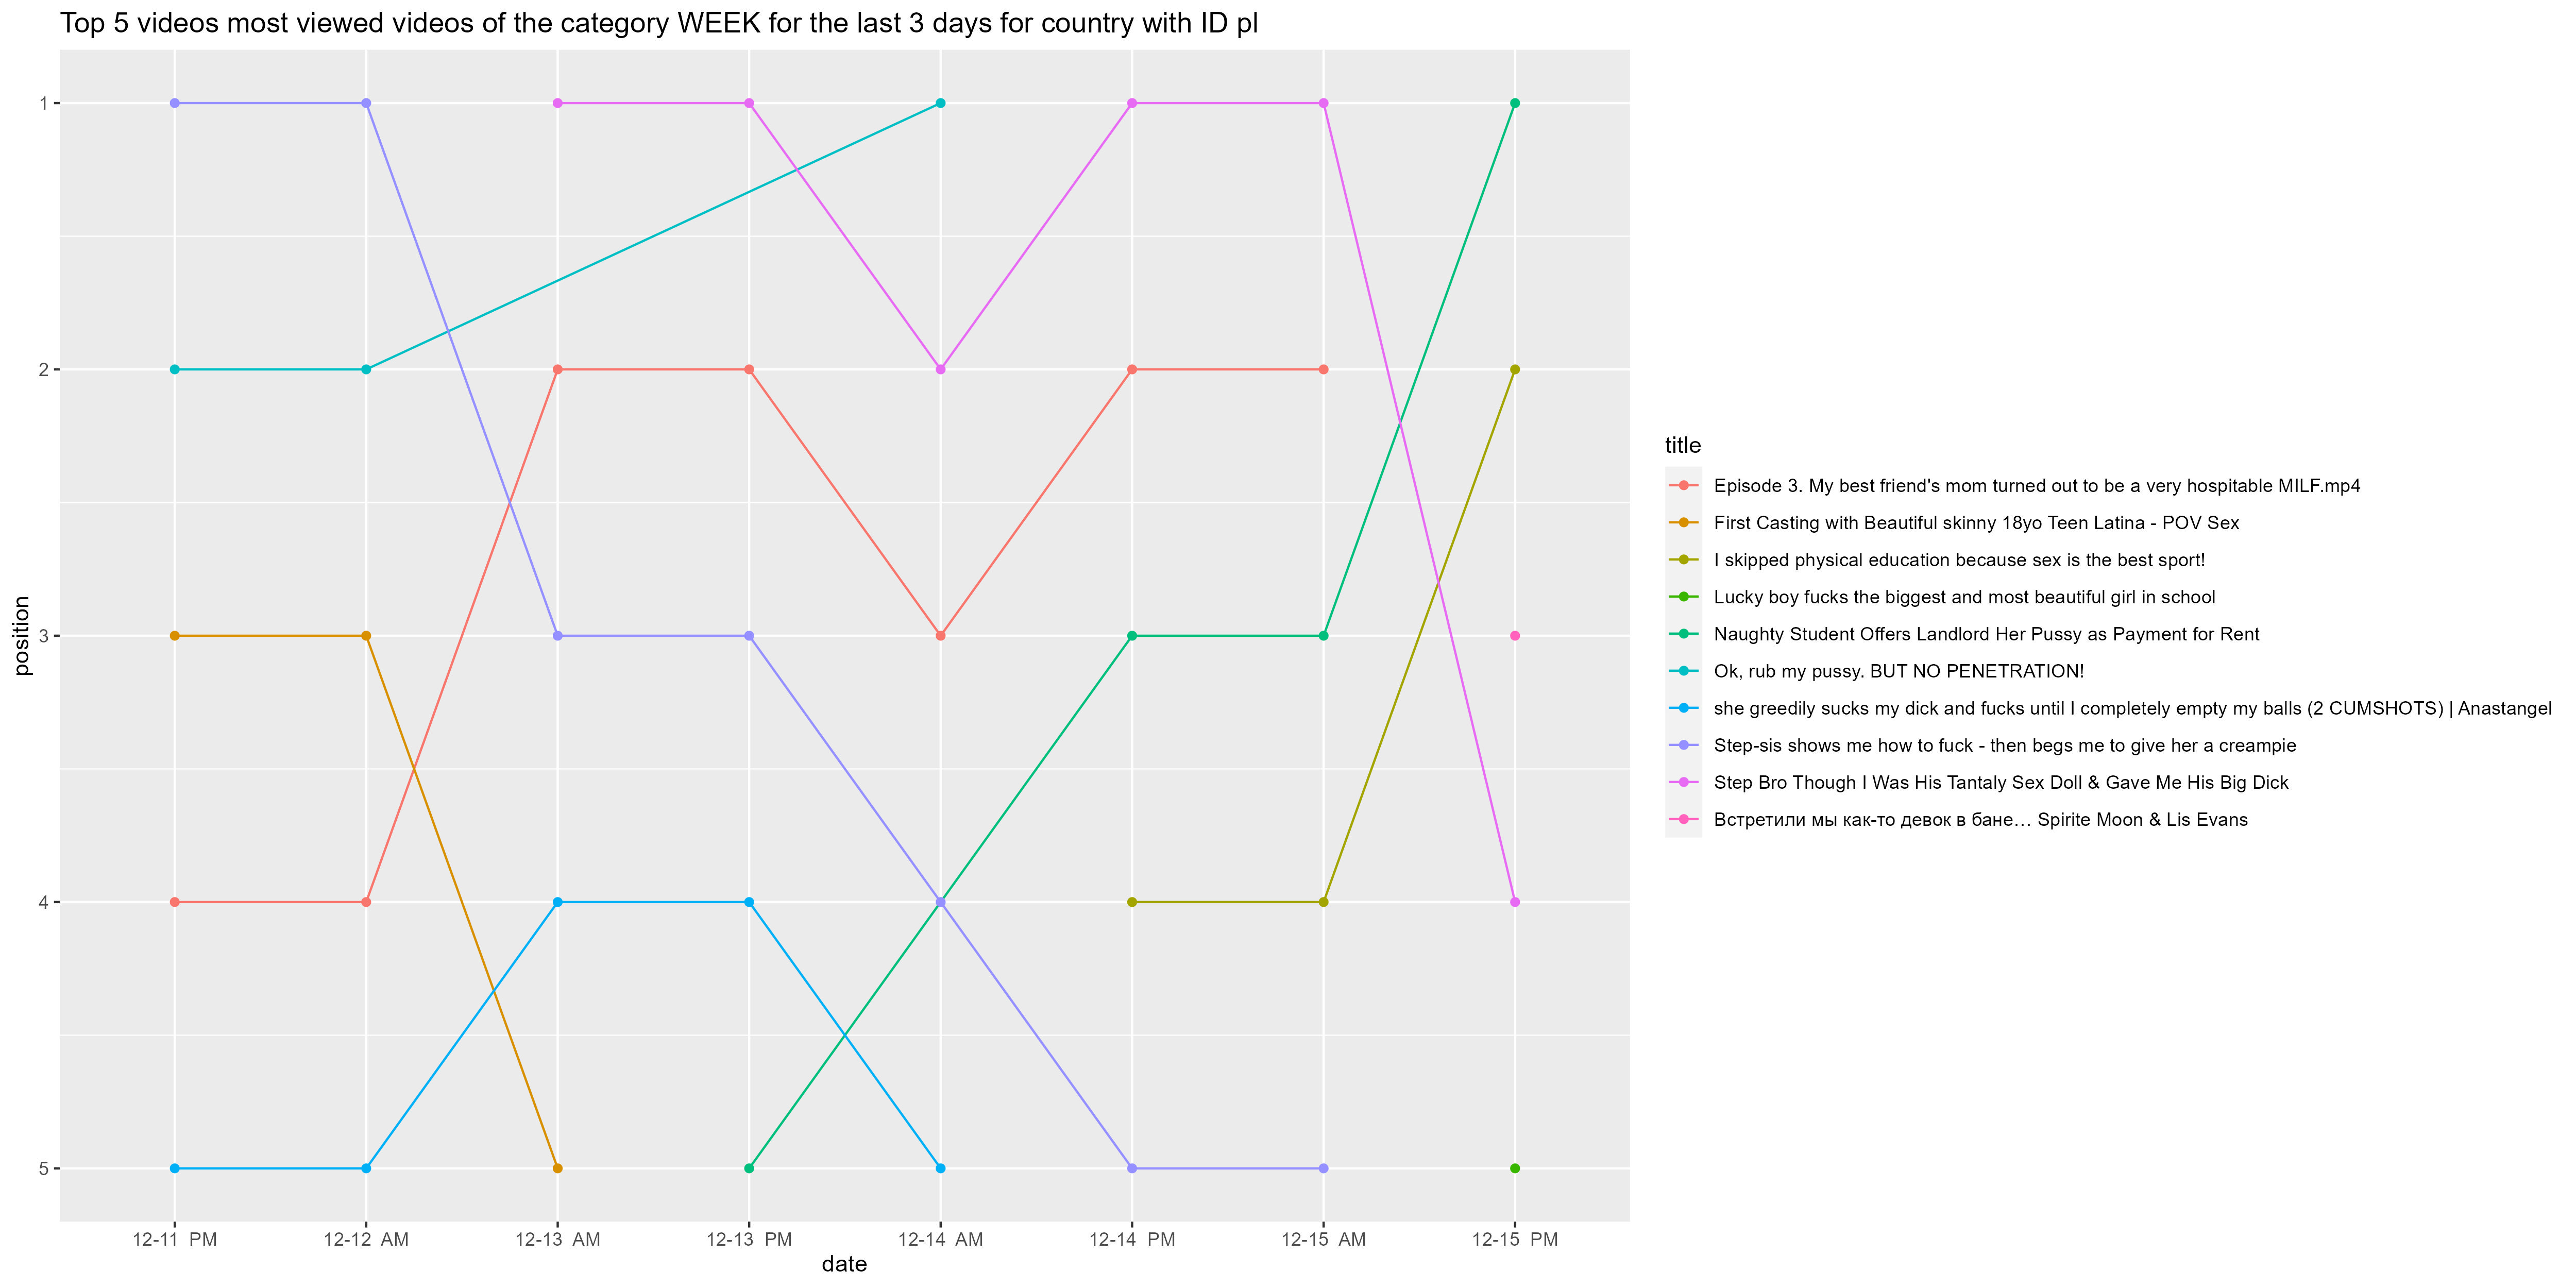 Top 5 videos most viewed videos of the category WEEK for the last 3 days for country with ID pl
position
1
2
3
4
5
12-11 PM
12-12 AM
12-13 AM
12-13 PM
12-14 AM
12-14 PM
12-15 AM
12-15 PM
date
title
Episode 3. My best friend's mom turned out to be a very hospitable MILF.mp4
First Casting with Beautiful skinny 18yo Teen Latina - POV Sex
I skipped physical education because sex is the best sport!
Lucky boy fucks the biggest and most beautiful girl in school
Naughty Student Offers Landlord Her Pussy as Payment for Rent
Ok, rub my pussy. BUT NO PENETRATION!
she greedily sucks my dick and fucks until I completely empty my balls (2 CUMSHOTS) | Anastangel
Step-sis shows me how to fuck - then begs me to give her a creampie
Step Bro Though I Was His Tantaly Sex Doll & Gave Me His Big Dick
Встретили мы как-то девок в бане… Spirite Moon & Lis Evans